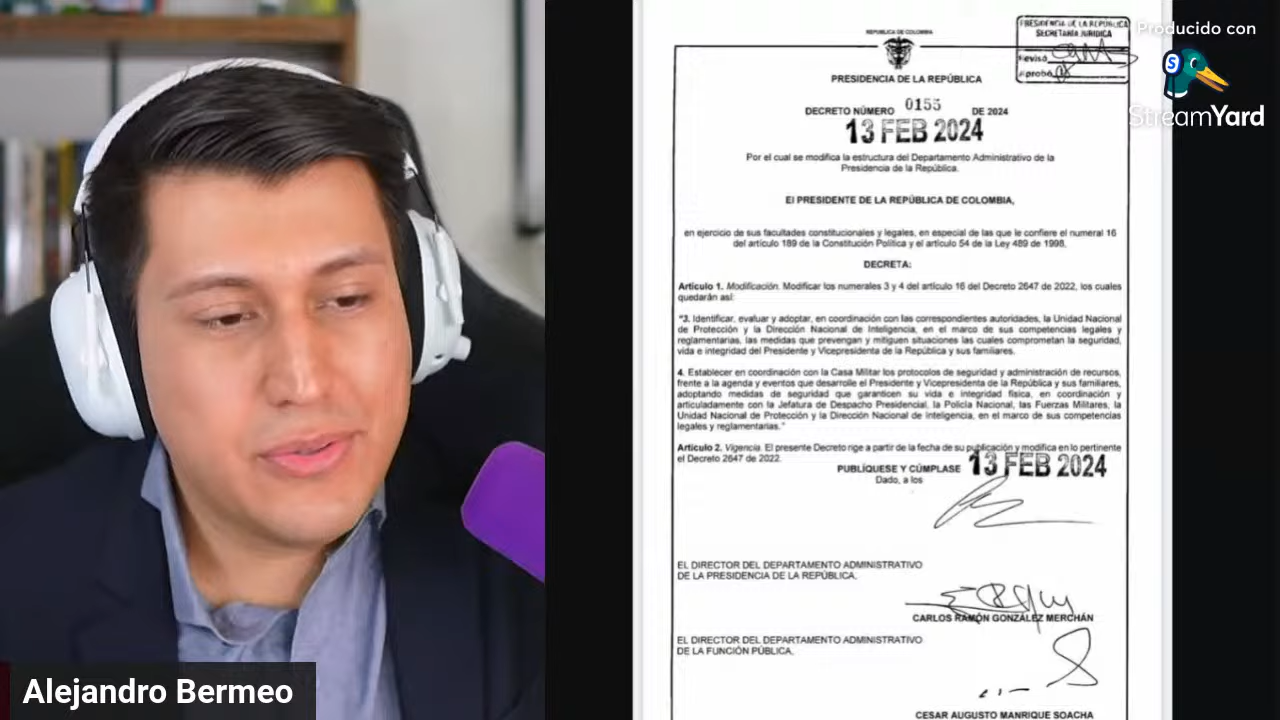 REPÚBLICA DE COLOMBIA
PRESIDENCIA DE LA REPÚBLICA
SECRETARÍA JURÍDICA
Revisó
Aprobó
Producido con
StreamYard
PRESIDENCIA DE LA REPÚBLICA
DECRETO NÚMERO 0155 DE 2024
13 FEB 2024
Por el cual se modifica la estructura del Departamento Administrativo de la
Presidencia de la República.
El PRESIDENTE DE LA REPÚBLICA DE COLOMBIA,
en ejercicio de sus facultades constitucionales y legales, en especial de las que le confiere el numeral 16
del artículo 189 de la Constitución Política y el artículo 54 de la Ley 489 de 1998,
DECRETA:
Artículo 1. Modificación. Modificar los numerales 3 y 4 del artículo 16 del Decreto 2647 de 2022, los cuales
quedarán así:
"3. Identificar, evaluar y adoptar, en coordinación con las correspondientes autoridades, la Unidad Nacional
de Protección y la Dirección Nacional de Inteligencia, en el marco de sus competencias legales y
reglamentarias, las medidas que prevengan y mitiguen situaciones las cuales comprometan la seguridad,
vida e integridad del Presidente y Vicepresidenta de la República y sus familiares.
4. Establecer en coordinación con la Casa Militar los protocolos de seguridad y administración de recursos,
frente a la agenda y eventos que desarrolle el Presidente y Vicepresidenta de la República y sus familiares,
adoptando medidas de seguridad que garanticen su vida e integridad física, en coordinación y
articuladamente con la Jefatura de Despacho Presidencial, la Policía Nacional, las Fuerzas Militares, la
Unidad Nacional de Protección y la Dirección Nacional de Inteligencia, en el marco de sus competencias
legales y reglamentarias."
Artículo 2. Vigencia. El presente Decreto rige a partir de la fecha de su publicación y modifica en lo pertinente
el Decreto 2647 de 2022.
PUBLÍQUESE Y CÚMPLASE 13 FEB 2024
Dado, a los
EL DIRECTOR DEL DEPARTAMENTO ADMINISTRATIVO
DE LA PRESIDENCIA DE LA REPÚBLICA,
CARLOS RAMÓN GONZÁLEZ MERCHÁN
EL DIRECTOR DEL DEPARTAMENTO ADMINISTRATIVO
DE LA FUNCIÓN PÚBLICA,
CESAR AUGUSTO MANRIQUE SOACHA
Alejandro Bermeo